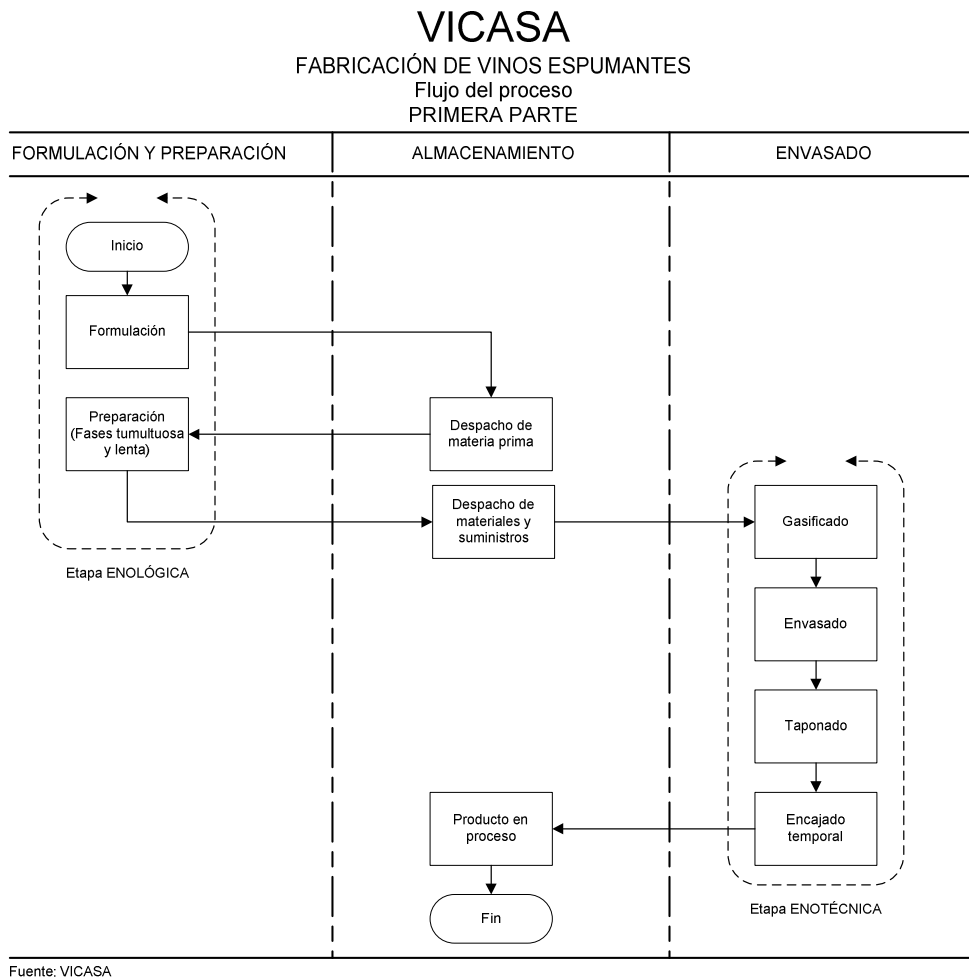 VICASA
FABRICACIÓN DE VINOS ESPUMANTES
Flujo del proceso
PRIMERA PARTE
FORMULACIÓN Y PREPARACIÓN
ALMACENAMIENTO
ENVASADO
Inicio
Formulación
Preparación
(Fases tumultuosa
y lenta)
Despacho de
materia prima
Despacho de
materiales y
suministros
Gasificado
Etapa ENOLÓGICA
Envasado
Taponado
Encajado
temporal
Producto en
proceso
Etapa ENOTÉCNICA
Fin
Fuente: VICASA